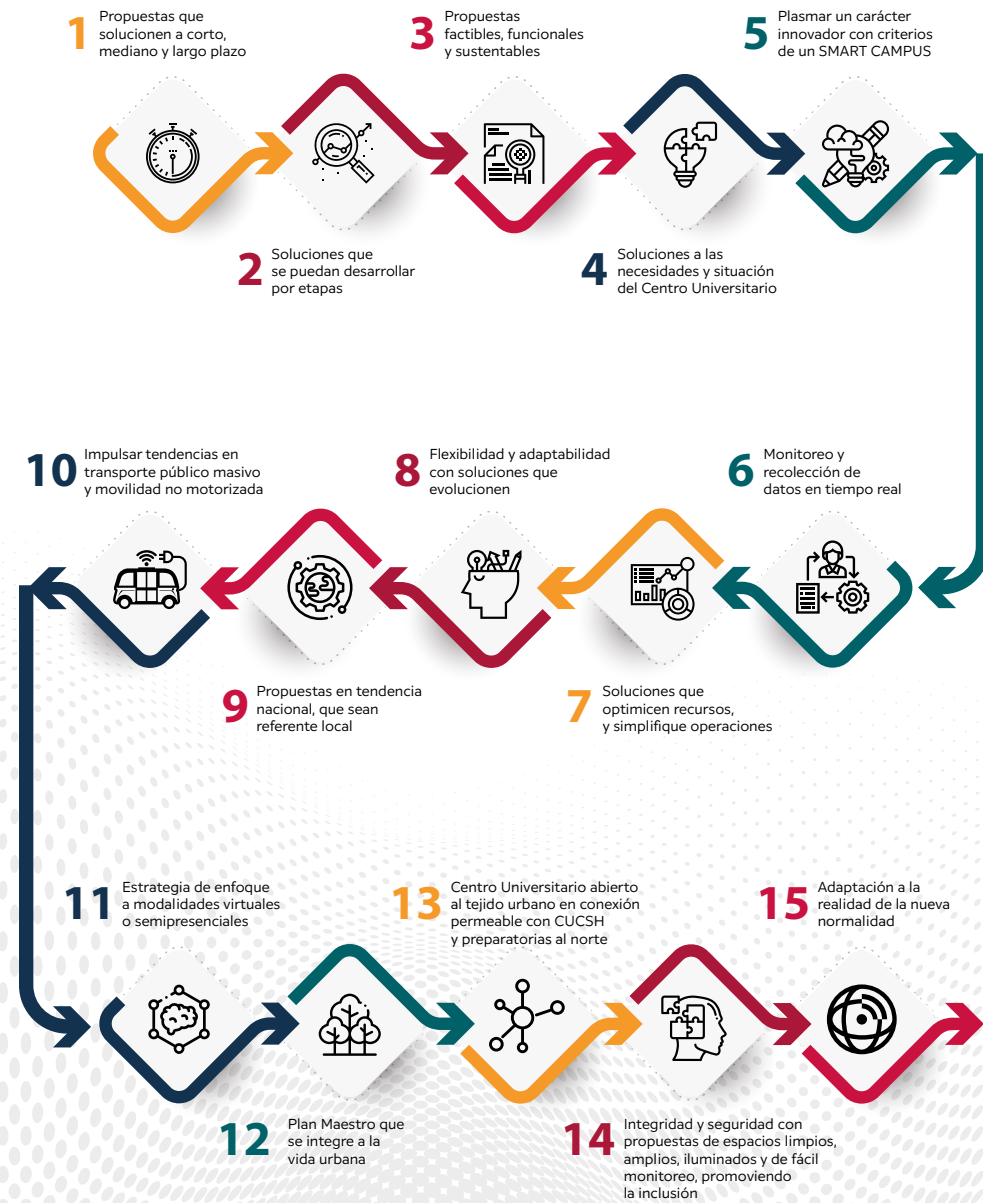 1
Propuestas que
solucionen a corto,
mediano y largo plazo
2
Soluciones que
se puedan desarrollar
por etapas
3
Propuestas
factibles, funcionales
y sustentables
4
Soluciones a las
necesidades y situación
del Centro Universitario
5
Plasmar un carácter
innovador con criterios
de un SMART CAMPUS
6
Monitoreo y
recolección de
datos en tiempo real
7
Soluciones que
optimicen recursos,
y simplifique operaciones
8
Flexibilidad y adaptabilidad
con soluciones que
evolucionen
9
Propuestas en tendencia
nacional, que sean
referente local
10
Impulsar tendencias en
transporte público masivo
y movilidad no motorizada
11
Estrategia de enfoque
a modalidades virtuales
o semipresenciales
12
Plan Maestro que
se integre a la
vida urbana
13
Centro Universitario abierto
al tejido urbano en conexión
permeable con CUCSH
y preparatorias al norte
14
Integridad y seguridad con
propuestas de espacios limpios,
amplios, iluminados y de fácil
monitoreo, promoviendo
la inclusión
15
Adaptación a la
realidad de la nueva
normalidad